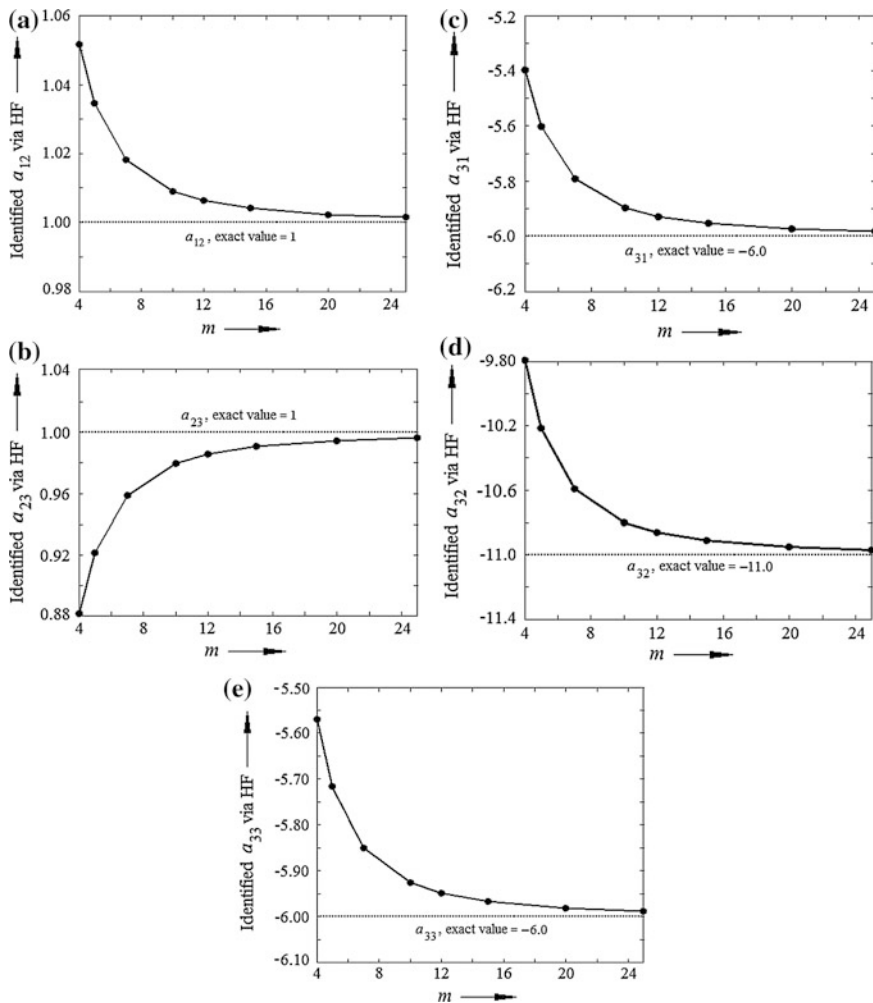 (a)
1.06
1.04
1.02
1.00
0.98
Identified a12 via HF
a12, exact value = 1
4 8 12 16 20 24
m
(c)
-5.4
-5.6
-5.8
-6.0
-6.2
Identified a31 via HF
a31, exact value = −6.0
4 8 12 16 20 24
m
(b)
1.04
1.00
0.96
0.92
0.88
Identified a23 via HF
a23, exact value = 1
4 8 12 16 20 24
m
(d)
-9.80
-10.2
-10.6
-11.0
-11.4
Identified a32 via HF
a32, exact value = −11.0
4 8 12 16 20 24
m
(e)
-5.50
-5.60
-5.70
-5.80
-5.90
-6.00
-6.10
Identified a33 via HF
a33, exact value = −6.0
4 8 12 16 20 24
m